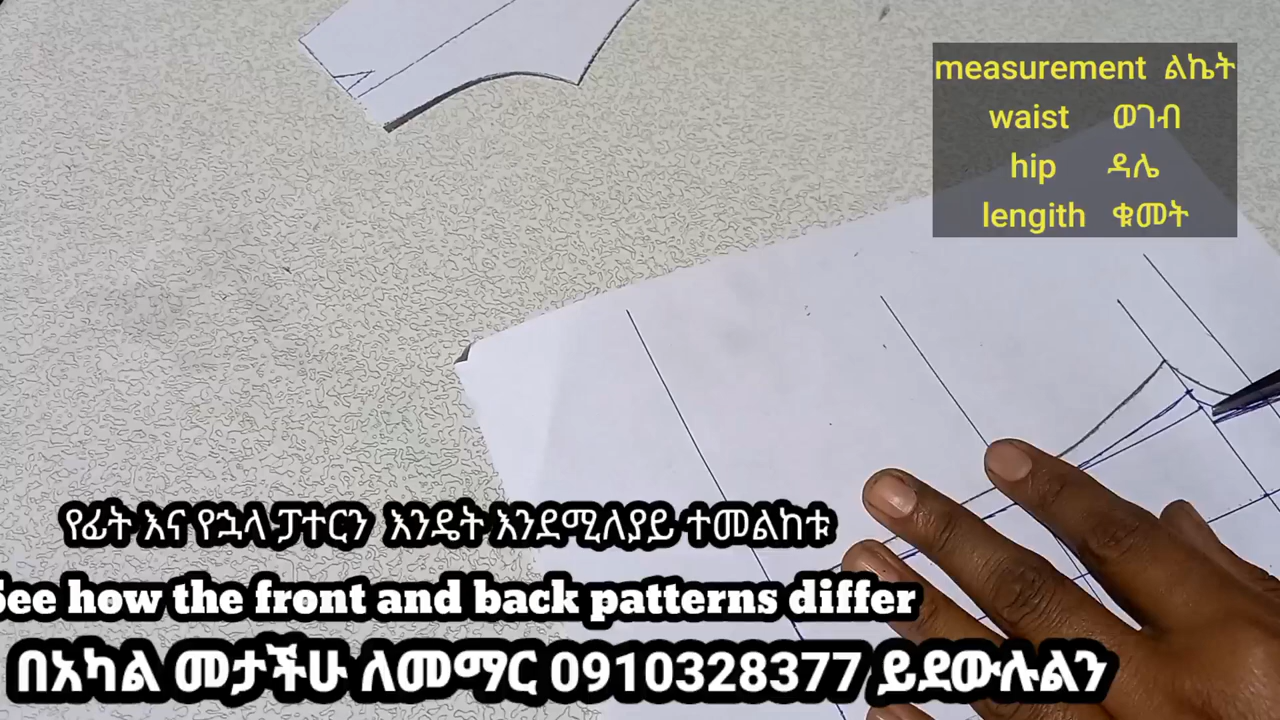 measurement ልኬት
waist ወገብ
hip ዳሌ
lengith ቁመት
የፊት እና የኋላ ፓተርን እንዴት እንደሚለያይ ተመልከቱ
See how the front and back patterns differ
በአካል መታችሁ ለመማር 0910328377 ይደውሉልን